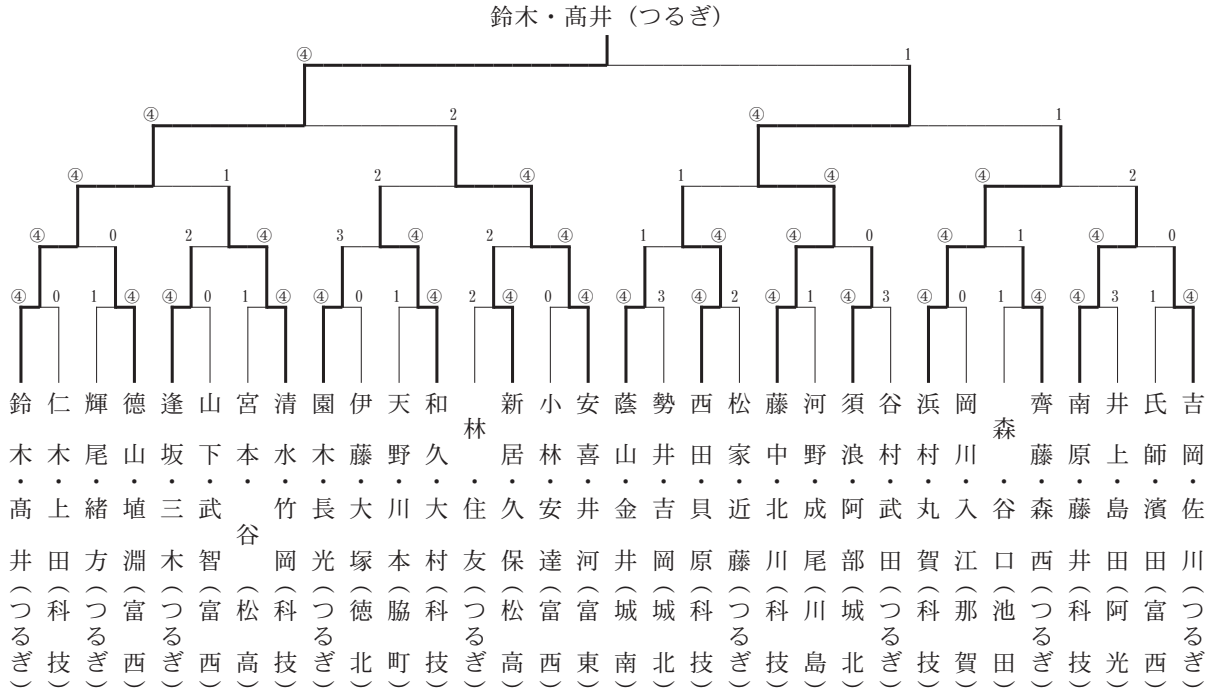 鈴木・髙井（つるぎ）
④ 1
④ 2 ④ 1
④ 1 2 ④ 1 ④ ④ 2
④ 0 2 ④ 3 ④ 2 ④ 1 ④ ④ 0 ④ 1 ④ 0
④ 0 1 ④ ④ 0 1 ④ ④ 0 1 ④ 2 ④ 0 ④ ④ 3 ④ 2 ④ 1 ④ 3 ④ 0 1 ④ ④ 3 1 ④
鈴木・髙井（つるぎ）
仁木・上田（科技）
輝尾・緒方（つるぎ）
德山・埴淵（富西）
逢坂・三木（つるぎ）
山下・武智（富西）
宮本・谷（松高）
清水・竹岡（科技）
園木・長光（つるぎ）
伊藤・大塚（徳北）
天野・川本（脇町）
和久・大村（科技）
林・住友（つるぎ）
新居・久保（松高）
小林・安達（富西）
安喜・井河（富東）
蔭山・金井（城南）
勢井・吉岡（城北）
西田・貝原（科技）
松家・近藤（つるぎ）
藤中・北川（科技）
河野・成尾（川島）
須浪・阿部（城北）
谷村・武田（つるぎ）
浜村・丸賀（科技）
岡川・入江（那賀）
森・谷口（池田）
齊藤・森西（つるぎ）
南原・藤井（科技）
井上・島田（阿光）
氏師・濱田（富西）
吉岡・佐川（つるぎ）